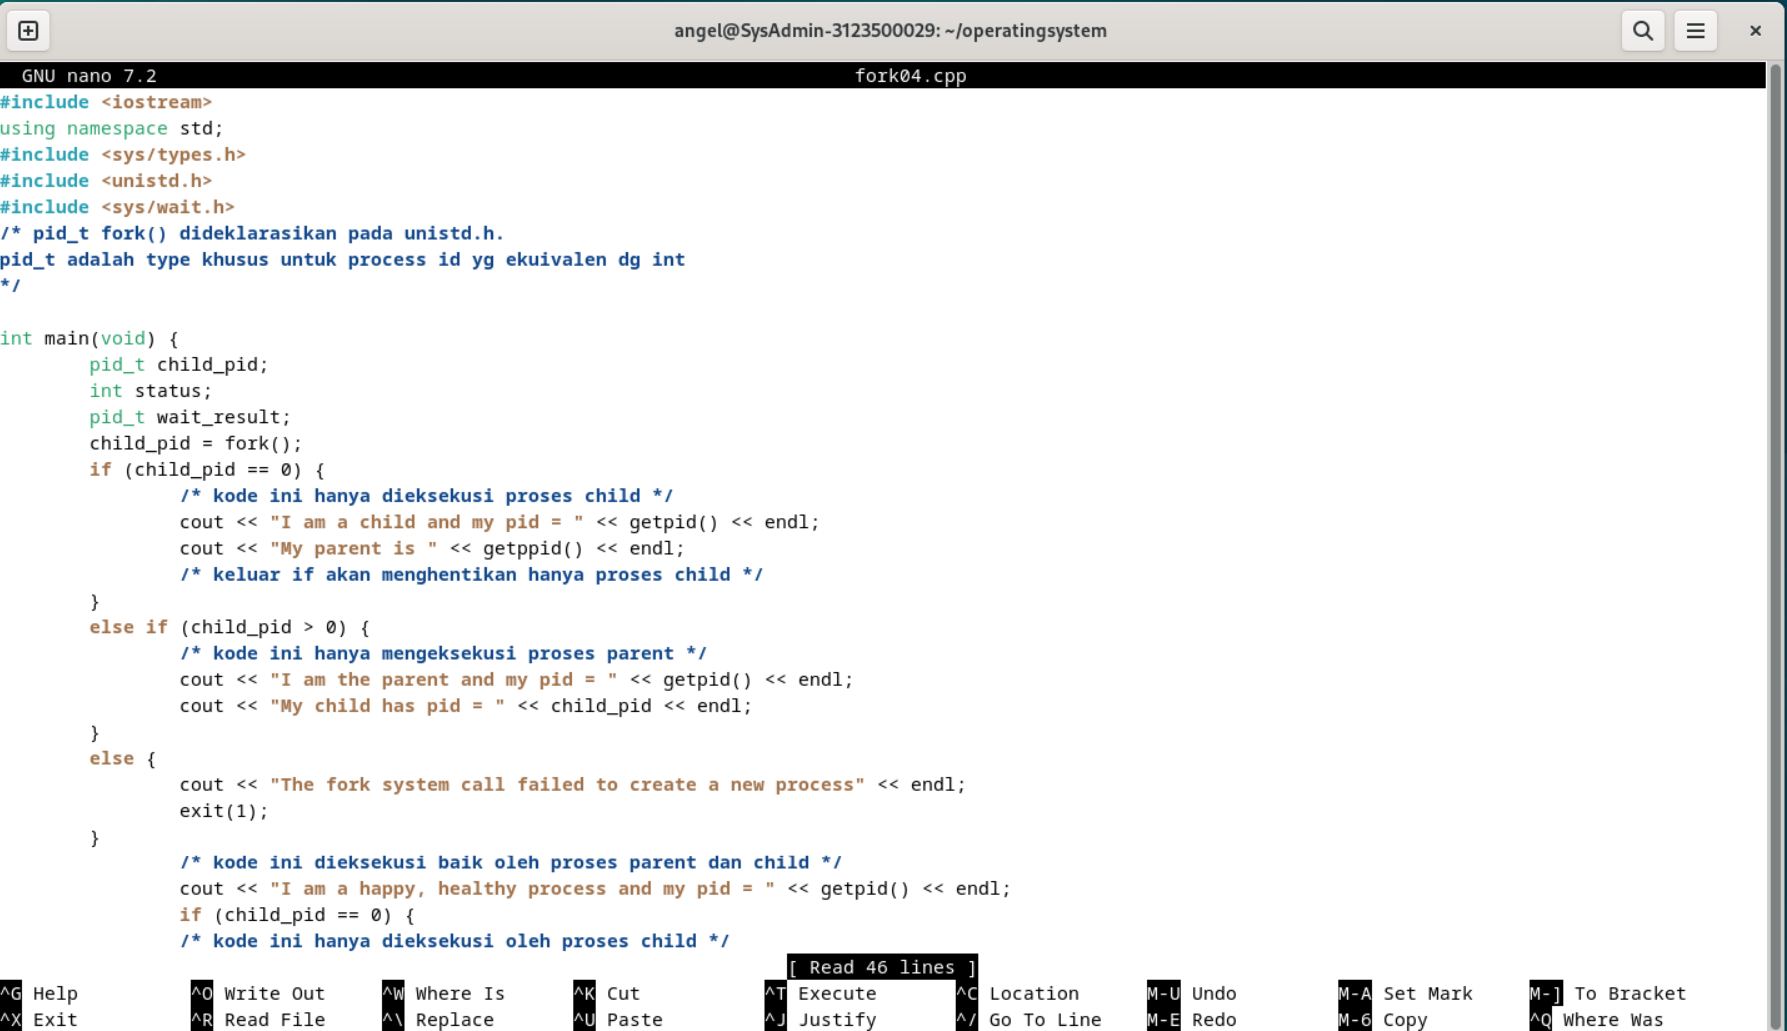 angel@SysAdmin-3123500029: ~/operatingsystem
GNU nano 7.2 fork04.cpp
#include <iostream>
using namespace std;
#include <sys/types.h>
#include <unistd.h>
#include <sys/wait.h>
/* pid_t fork() dideklarasikan pada unistd.h.
pid_t adalah type khusus untuk process id yg ekuivalen dg int
*/

int main(void) {
        pid_t child_pid;
        int status;
        pid_t wait_result;
        child_pid = fork();
        if (child_pid == 0) {
                /* kode ini hanya dieksekusi proses child */
                cout << "I am a child and my pid = " << getpid() << endl;
                cout << "My parent is " << getppid() << endl;
                /* keluar if akan menghentikan hanya proses child */
        }
        else if (child_pid > 0) {
                /* kode ini hanya mengeksekusi proses parent */
                cout << "I am the parent and my pid = " << getpid() << endl;
                cout << "My child has pid = " << child_pid << endl;
        }
        else {
                cout << "The fork system call failed to create a new process" << endl;
                exit(1);
        }
                /* kode ini dieksekusi baik oleh proses parent dan child */
                cout << "I am a happy, healthy process and my pid = " << getpid() << endl;
                if (child_pid == 0) {
                /* kode ini hanya dieksekusi oleh proses child */
[ Read 46 lines ]
^G Help ^O Write Out ^W Where Is ^K Cut ^T Execute ^C Location M-U Undo M-A Set Mark M-] To Bracket
^X Exit ^R Read File ^\ Replace ^U Paste ^J Justify ^/ Go To Line M-E Redo M-6 Copy ^Q Where Was